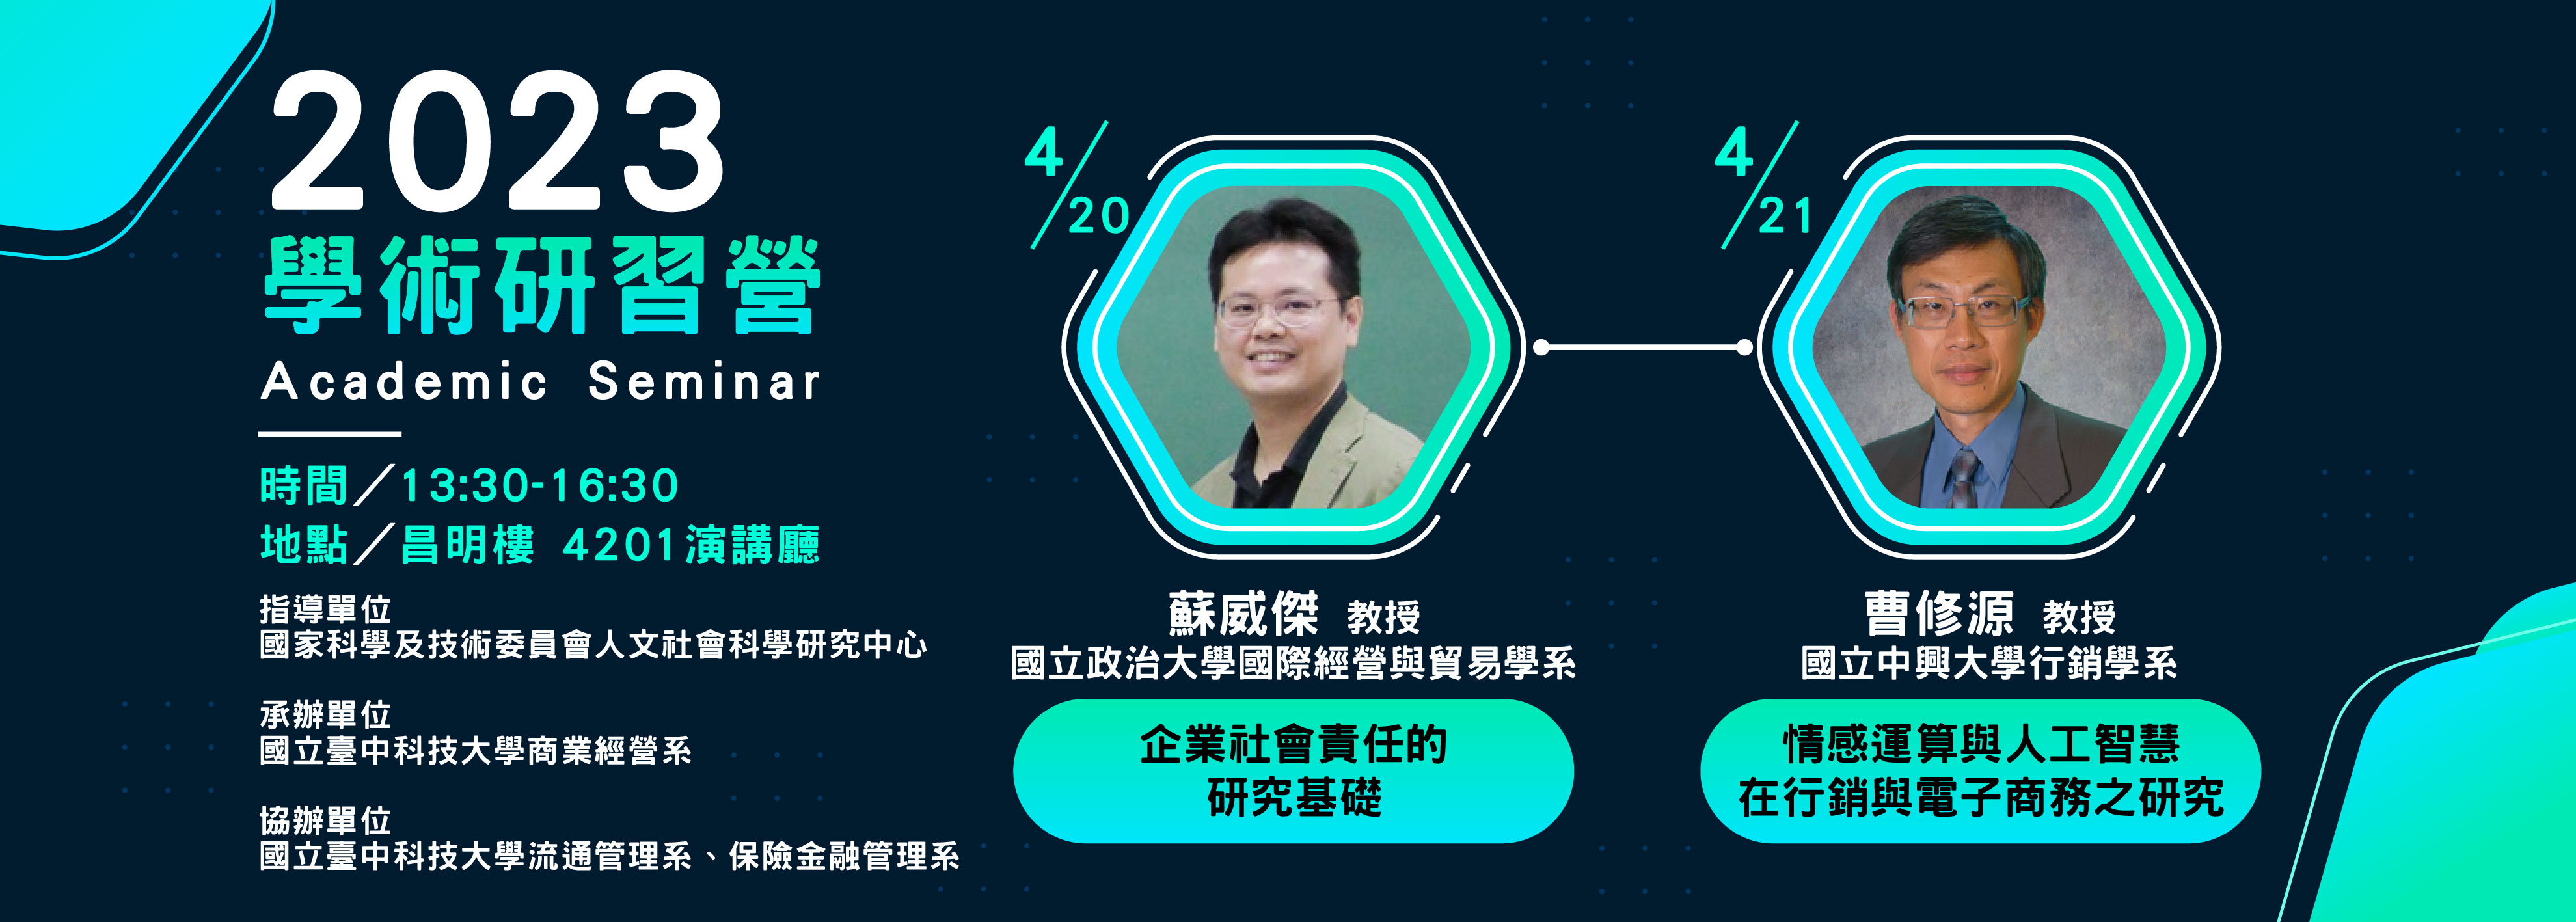 2023
學術研習營
Academic Seminar
時間／13:30-16:30
地點／昌明樓 4201演講廳
指導單位
國家科學及技術委員會人文社會科學研究中心
承辦單位
國立臺中科技大學商業經營系
協辦單位
國立臺中科技大學流通管理系、保險金融管理系
4/20
蘇威傑 教授
國立政治大學國際經營與貿易學系
企業社會責任的
研究基礎
4/21
曹修源 教授
國立中興大學行銷學系
情感運算與人工智慧
在行銷與電子商務之研究